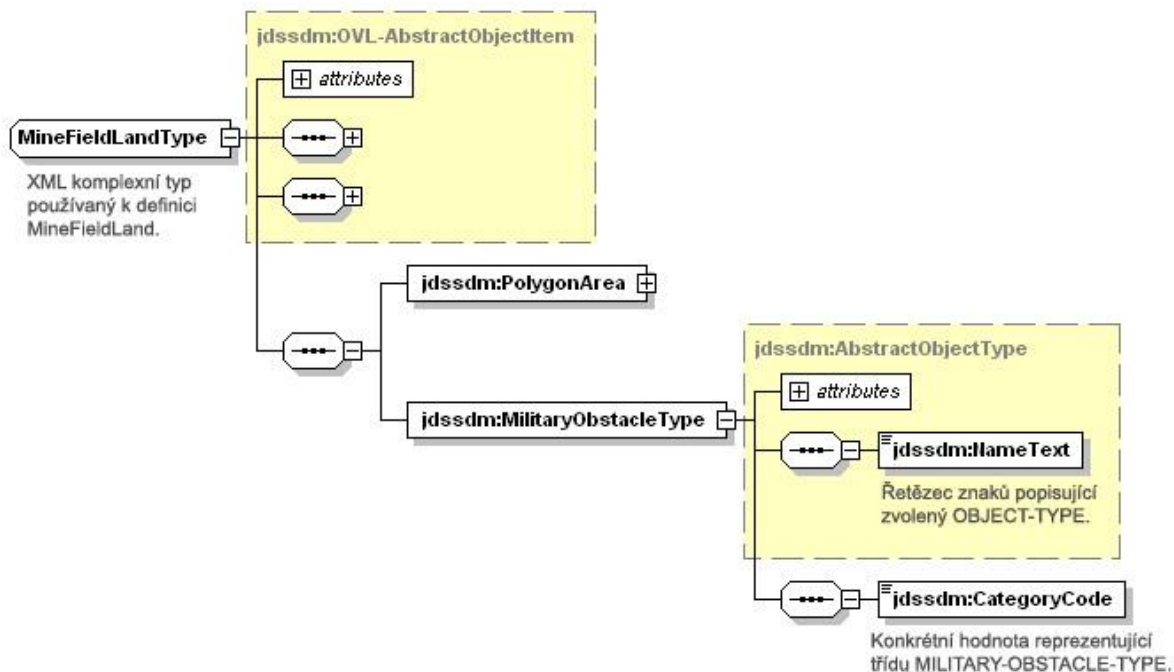 jdssdm:OVL-AbstractObjectItem
attributes
MineFieldLandType
XML komplexní typ
používaný k definici
MineFieldLand.
jdssdm:PolygonArea
jdssdm:MilitaryObstacleType
jdssdm:AbstractObjectType
attributes
jdssdm:NameText
Řetězec znaků popisující
zvolený OBJECT-TYPE.
jdssdm:CategoryCode
Konkrétní hodnota reprezentující
třídu MILITARY-OBSTACLE-TYPE.